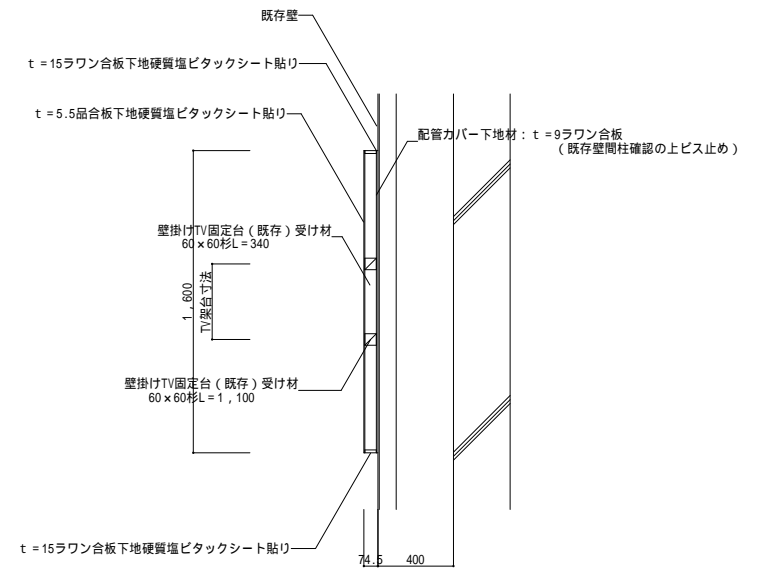 既存壁
t=15ラワン合板下地硬質塩ビタックシート貼り
t=5.5品合板下地硬質塩ビタックシート貼り
配管カバー下地材:t=9ラワン合板
(既存壁間柱確認の上ビス止め)
壁掛けTV固定台(既存)受け材
60×60杉L=340
1,600
TV架台寸法
壁掛けTV固定台(既存)受け材
60×60杉L=1,100
t=15ラワン合板下地硬質塩ビタックシート貼り
74.5
400